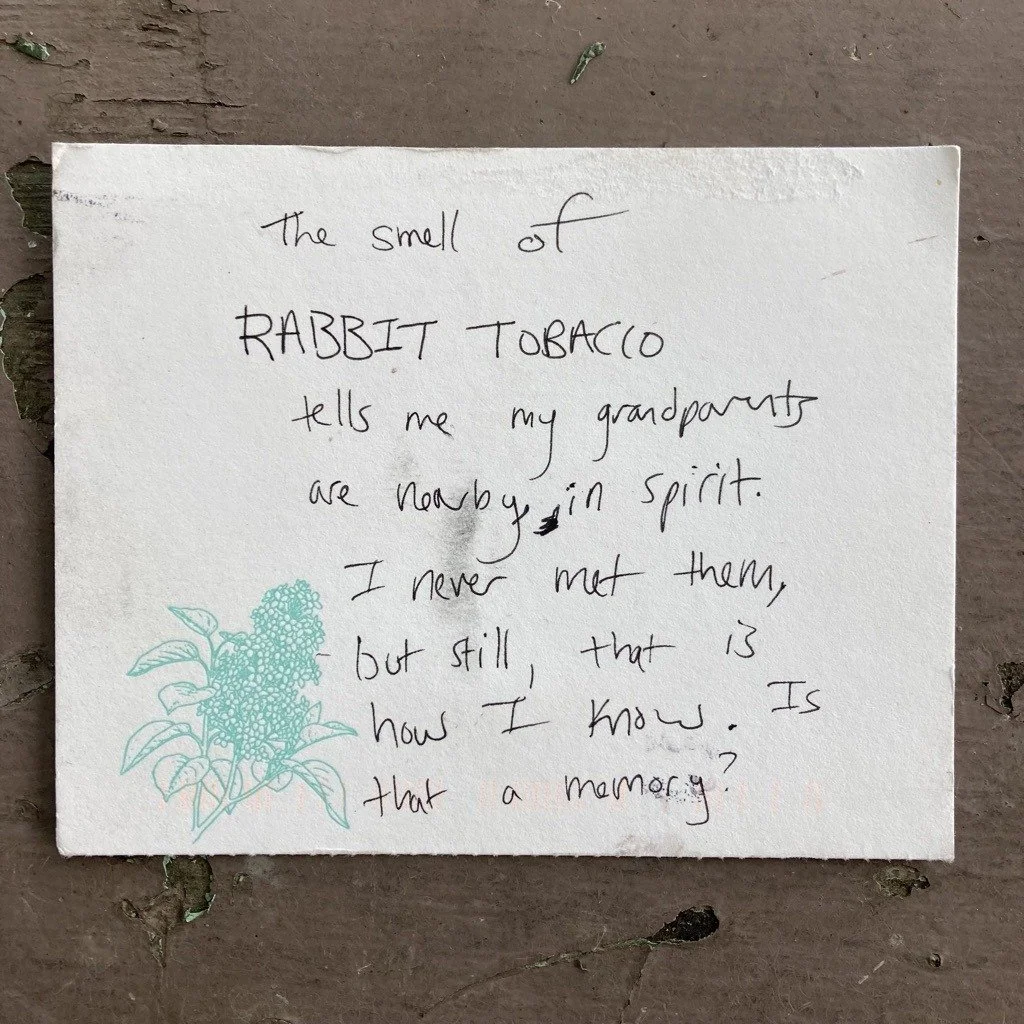 the smell of
RABBIT TOBACCO
tells me my grandparents
are nearby, in spirit.
I never met them,
but still, that is
how I know. Is
that a memory?